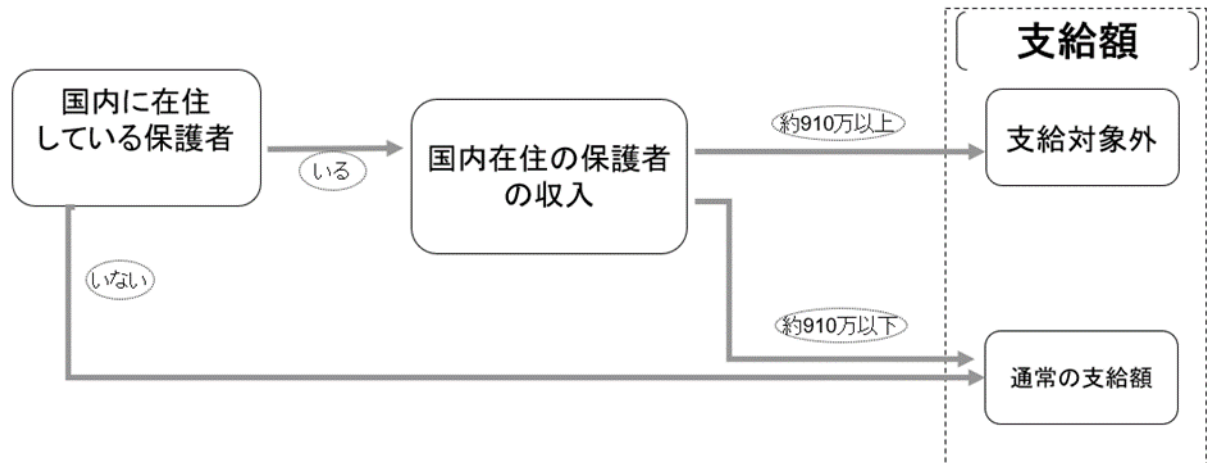 支給額
国内に在住
している保護者
いる
国内在住の保護者
の収入
約910万以上
支給対象外
いない
約910万以下
通常の支給額